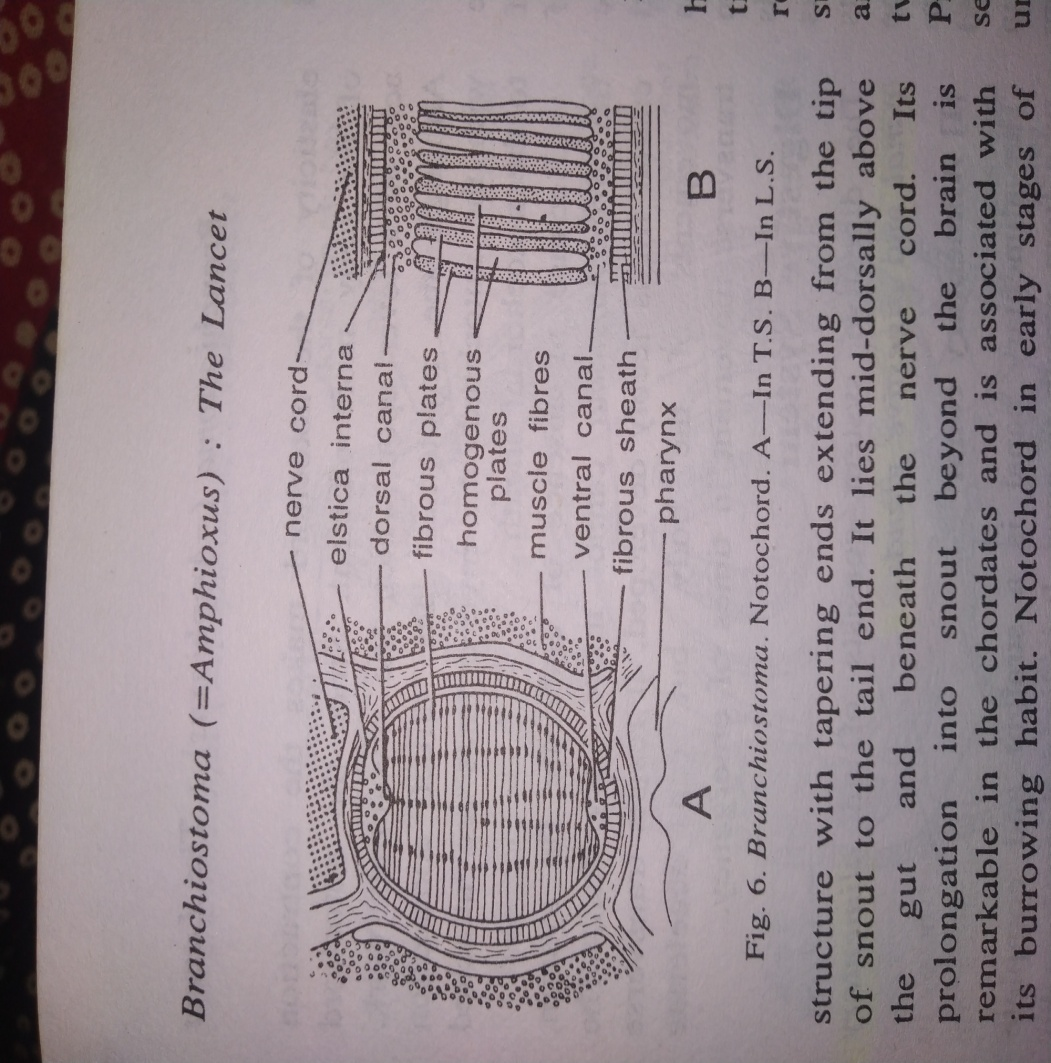 Branchiostoma (=Amphioxus) : The Lancet
nerve cord
elstica interna
dorsal canal
fibrous plates
homogenous
plates
muscle fibres
ventral canal
fibrous sheath
pharynx
A
B
Fig. 6. Branchiostoma. Notochord. A—In T.S. B—In L.S.
structure with tapering ends extending from the tip
of snout to the tail end. It lies mid-dorsally above
the gut and beneath the nerve cord. Its
prolongation into snout beyond the brain is
remarkable in the chordates and is associated with
its burrowing habit. Notochord in early stages of